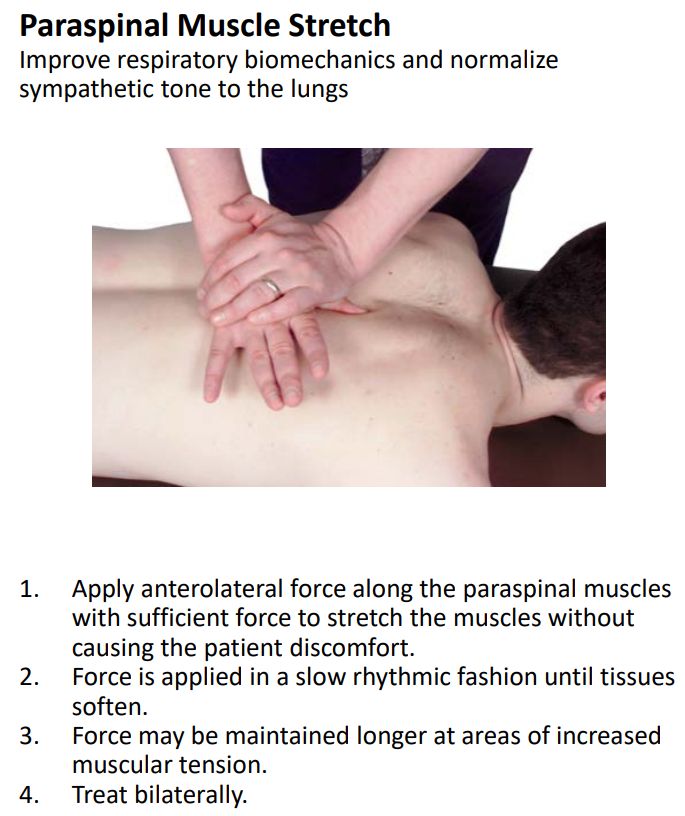 Paraspinal Muscle Stretch
Improve respiratory biomechanics and normalize
sympathetic tone to the lungs
1. Apply anterolateral force along the paraspinal muscles
with sufficient force to stretch the muscles without
causing the patient discomfort.
2. Force is applied in a slow rhythmic fashion until tissues
soften.
3. Force may be maintained longer at areas of increased
muscular tension.
4. Treat bilaterally.